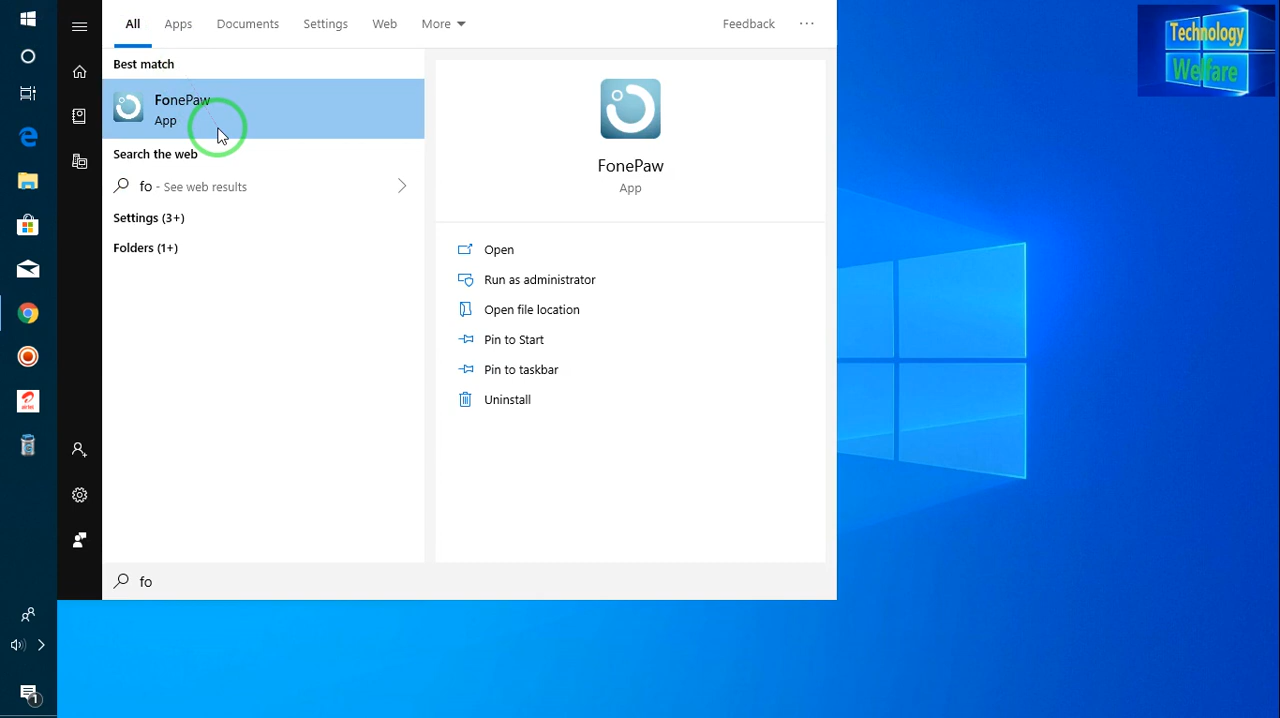 All Apps Documents Settings Web More Feedback
Best match
FonePaw
App
Search the web
fo - See web results
Settings (3+)
Folders (1+)
fo
FonePaw
App
Open
Run as administrator
Open file location
Pin to Start
Pin to taskbar
Uninstall
Technology
Welfare
airtel
1